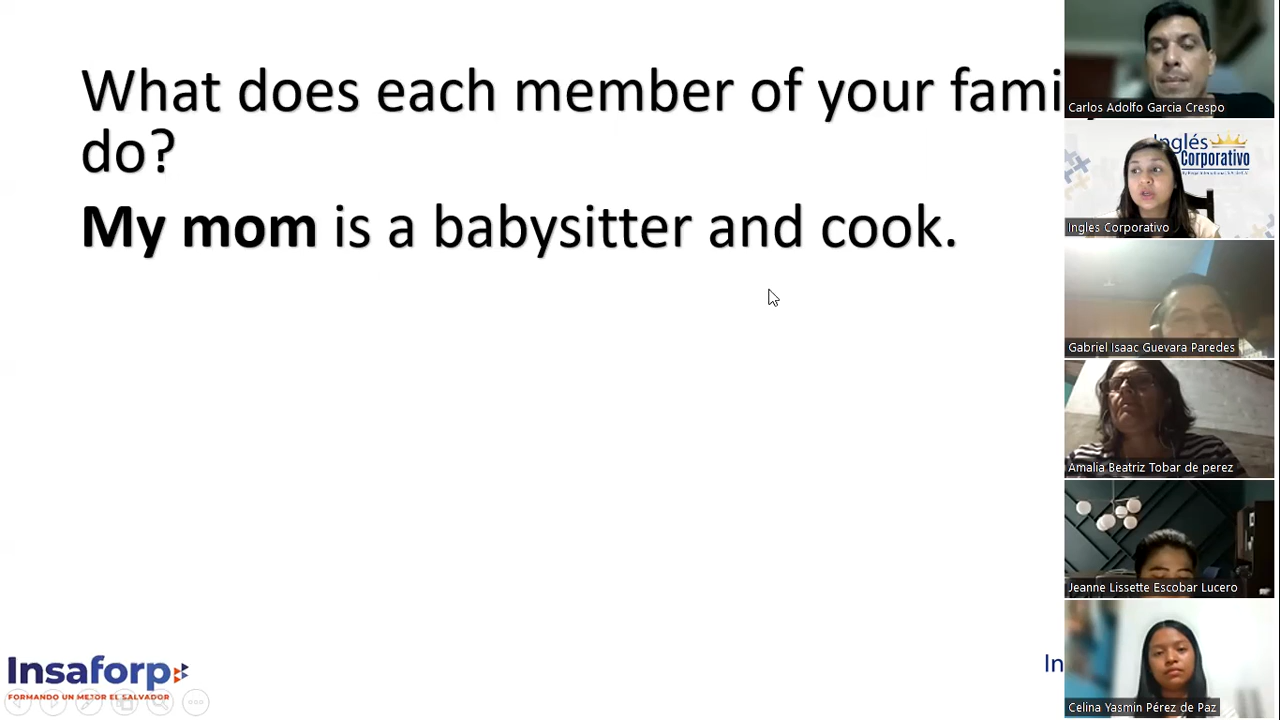 What does each member of your fami
do?
My mom is a babysitter and cook.
Insaforp
FORMANDO UN MEJOR EL SALVADOR
In
Carlos Adolfo Garcia Crespo
Inglés
Corporativo
Ingles Corporativo
Gabriel Isaac Guevara Paredes
Amalia Beatriz Tobar de perez
Jeanne Lissette Escobar Lucero
Celina Yasmin Pérez de Paz